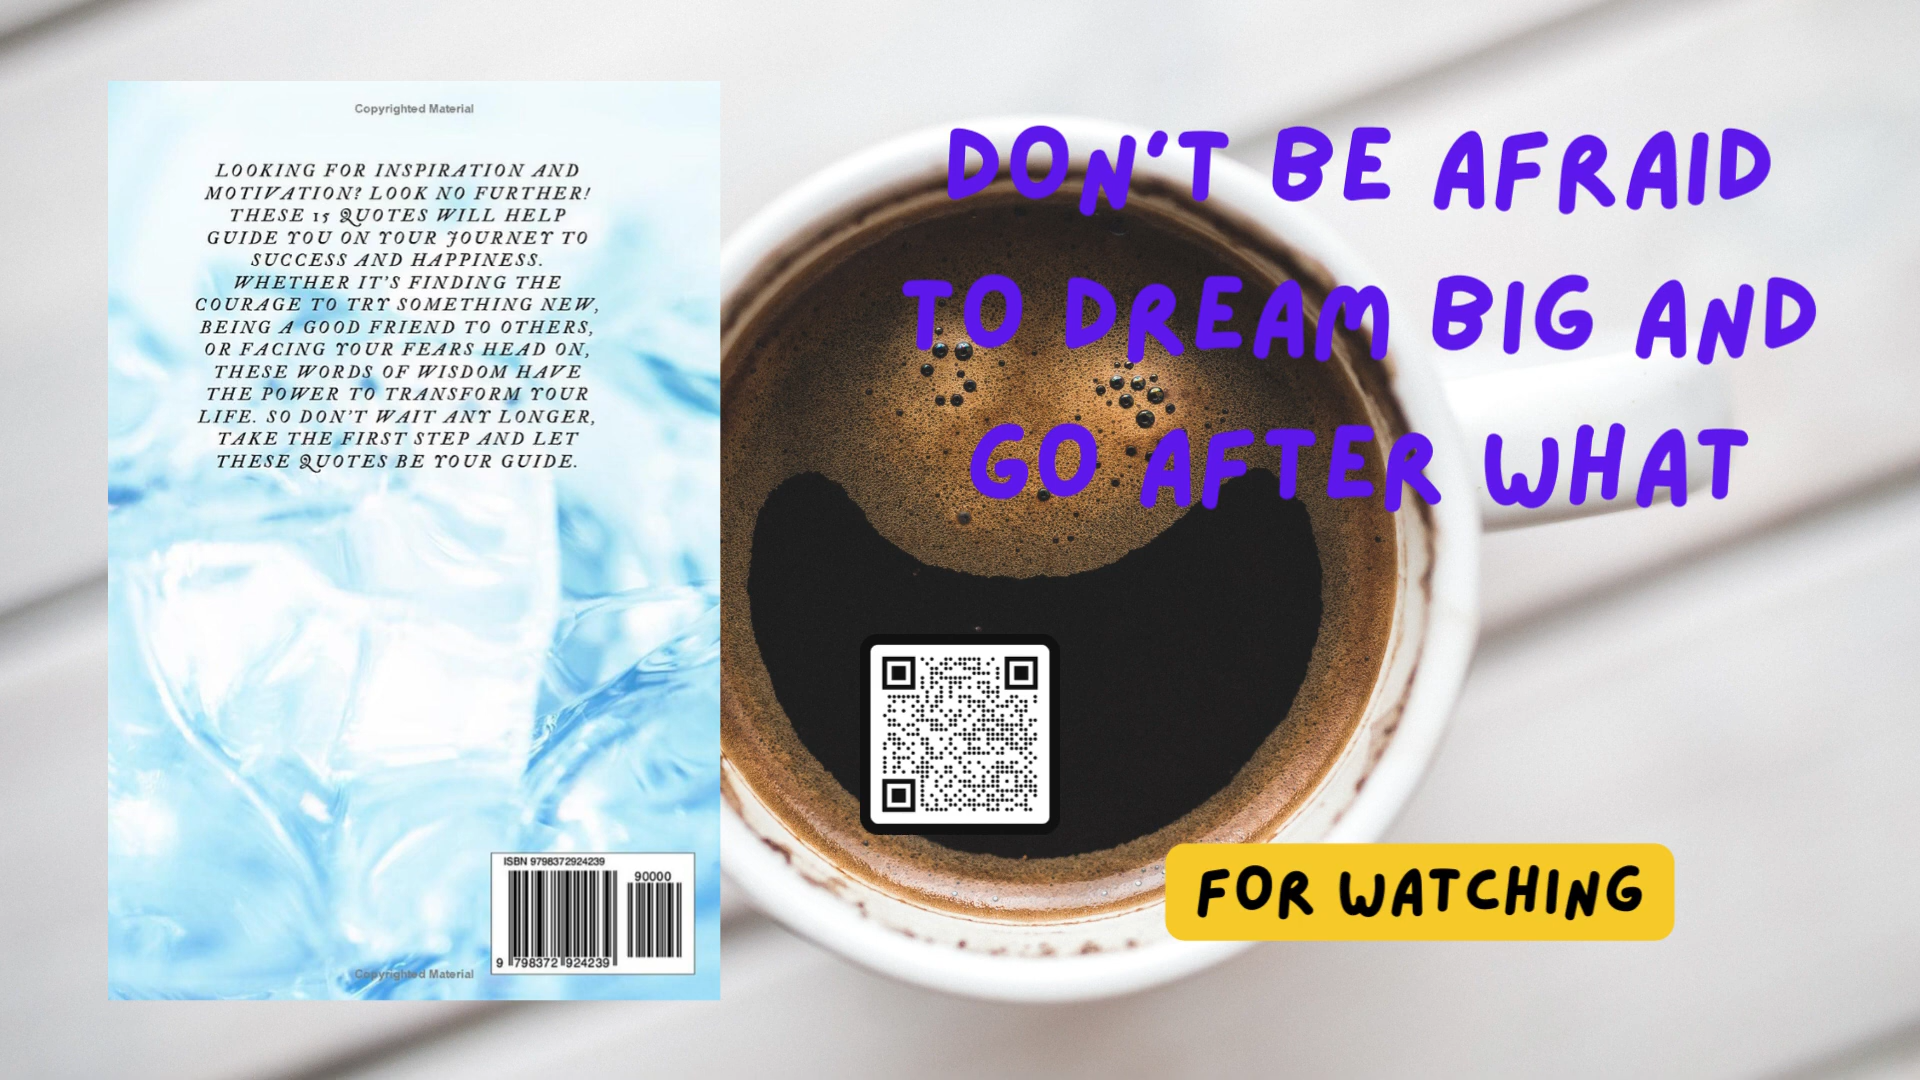 Copyrighted Material
LOOKING FOR INSPIRATION AND
MOTIVATION? LOOK NO FURTHER!
THESE 15 QUOTES WILL HELP
GUIDE YOU ON YOUR JOURNEY TO
SUCCESS AND HAPPINESS.
WHETHER IT'S FINDING THE
COURAGE TO TRY SOMETHING NEW,
BEING A GOOD FRIEND TO OTHERS,
OR FACING YOUR FEARS HEAD ON,
THESE WORDS OF WISDOM HAVE
THE POWER TO TRANSFORM YOUR
LIFE. SO DON'T WAIT ANY LONGER,
TAKE THE FIRST STEP AND LET
THESE QUOTES BE YOUR GUIDE.
ISBN 9798372924239
90000
9 798372 924239
Copyrighted Material
DON'T BE AFRAID
TO DREAM BIG AND
GO AFTER WHAT
FOR WATCHING